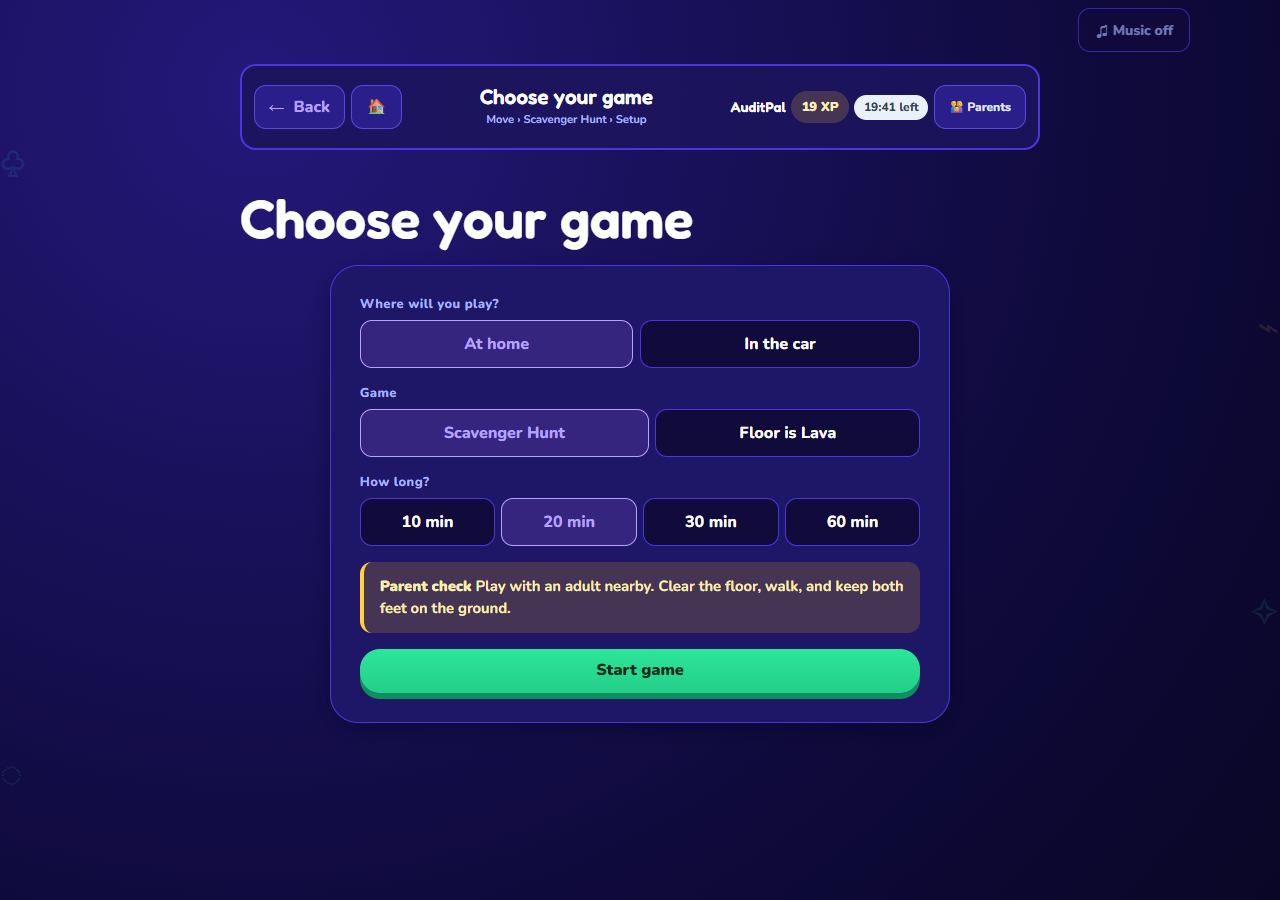 ♫ Music off
← Back
Choose your game
Move › Scavenger Hunt › Setup
AuditPal
19 XP
19:41 left
Parents
Choose your game
Where will you play?
At home
In the car
Game
Scavenger Hunt
Floor is Lava
How long?
10 min
20 min
30 min
60 min
Parent check Play with an adult nearby. Clear the floor, walk, and keep both
feet on the ground.
Start game